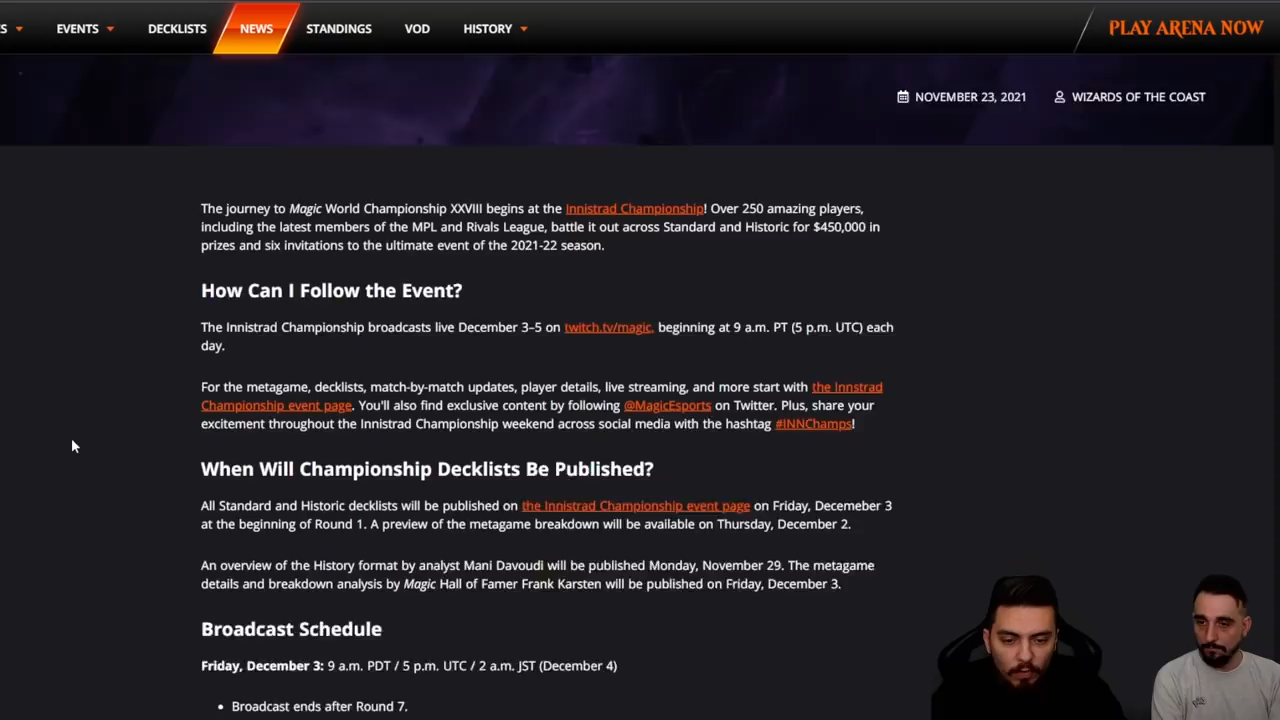 EVENTS
DECKLISTS
NEWS
STANDINGS
VOD
HISTORY
PLAY ARENA NOW
NOVEMBER 23, 2021
WIZARDS OF THE COAST
The journey to Magic World Championship XXVIII begins at the Innistrad Championship! Over 250 amazing players,
including the latest members of the MPL and Rivals League, battle it out across Standard and Historic for $450,000 in
prizes and six invitations to the ultimate event of the 2021-22 season.
How Can I Follow the Event?
The Innistrad Championship broadcasts live December 3–5 on twitch.tv/magic, beginning at 9 a.m. PT (5 p.m. UTC) each
day.
For the metagame, decklists, match-by-match updates, player details, live streaming, and more start with the Innstrad
Championship event page. You'll also find exclusive content by following @MagicEsports on Twitter. Plus, share your
excitement throughout the Innistrad Championship weekend across social media with the hashtag #INNChamps!
When Will Championship Decklists Be Published?
All Standard and Historic decklists will be published on the Innistrad Championship event page on Friday, Decemeber 3
at the beginning of Round 1. A preview of the metagame breakdown will be available on Thursday, December 2.
An overview of the History format by analyst Mani Davoudi will be published Monday, November 29. The metagame
details and breakdown analysis by Magic Hall of Famer Frank Karsten will be published on Friday, December 3.
Broadcast Schedule
Friday, December 3: 9 a.m. PDT / 5 p.m. UTC / 2 a.m. JST (December 4)
• Broadcast ends after Round 7.